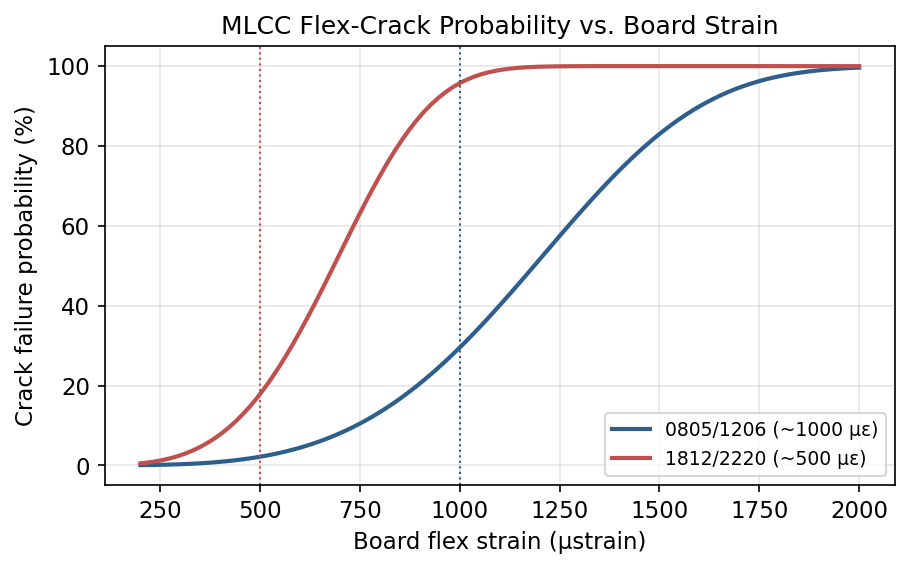 MLCC Flex-Crack Probability vs. Board Strain
Crack failure probability (%)
100
80
60
40
20
0
0805/1206 (~1000 µε)
1812/2220 (~500 µε)
250 500 750 1000 1250 1500 1750 2000
Board flex strain (µstrain)